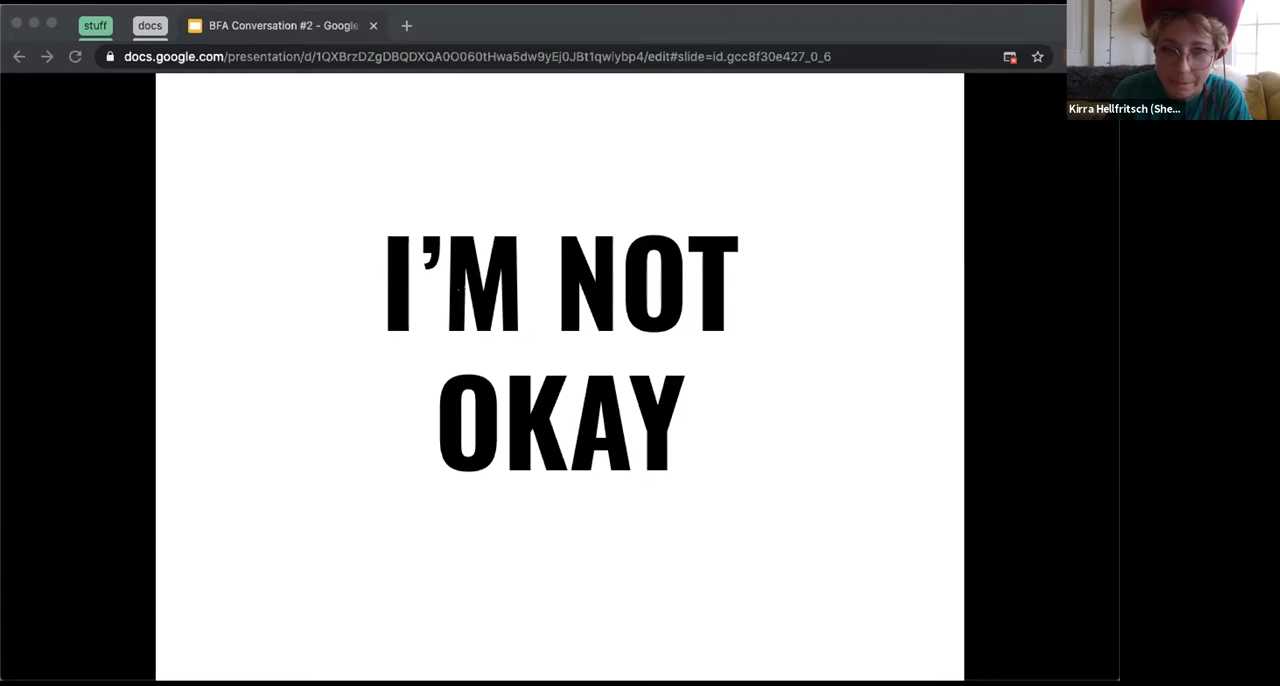 stuff
docs
BFA Conversation #2 - Google
docs.google.com/presentation/d/1QXBrzDZgDBQDXQA0O060tHwa5dw9yEj0JBt1qwiybp4/edit#slide=id.gcc8f30e427_0_6
Kirra Hellfritsch (She...
I’M NOT
OKAY